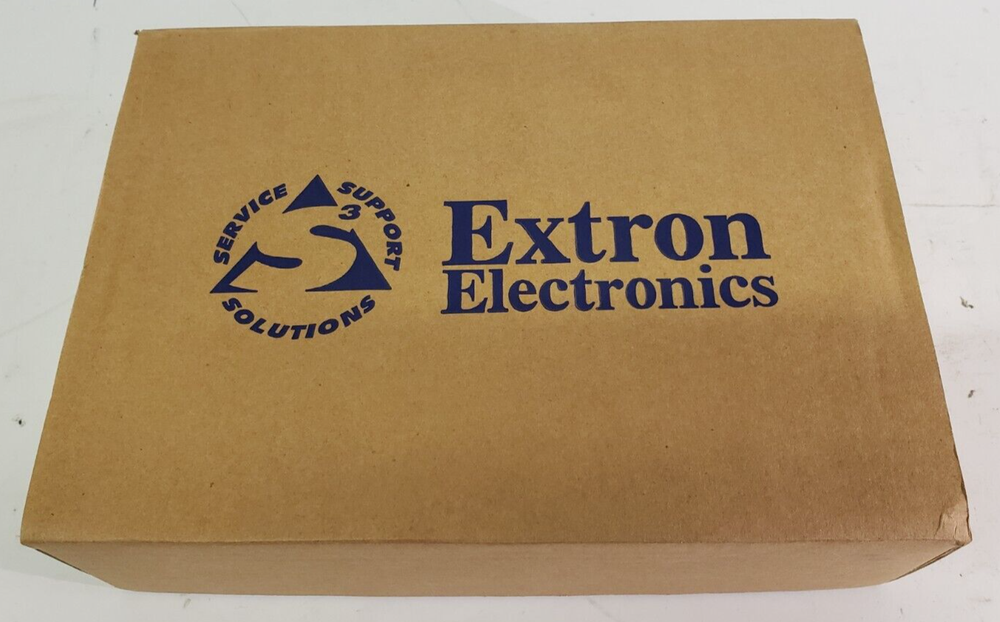 SERVICE
SUPPORT
3
SOLUTIONS
Extron
Electronics